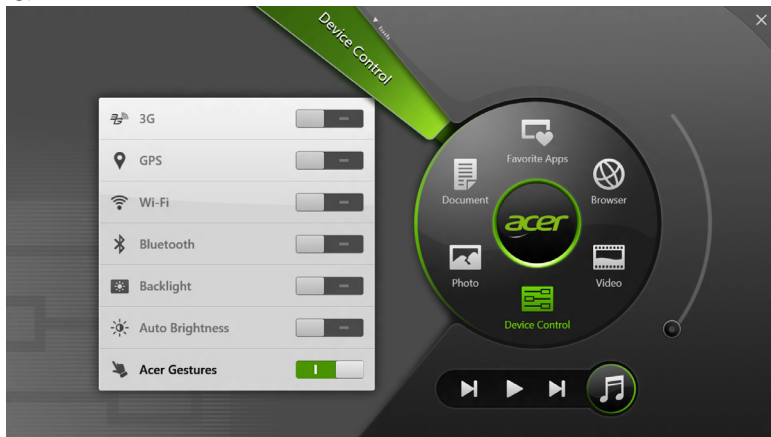 Device Control
3G
GPS
Wi-Fi
Bluetooth
Backlight
Auto Brightness
Acer Gestures
Favorite Apps
Document
Browser
acer
Photo
Video
Device Control